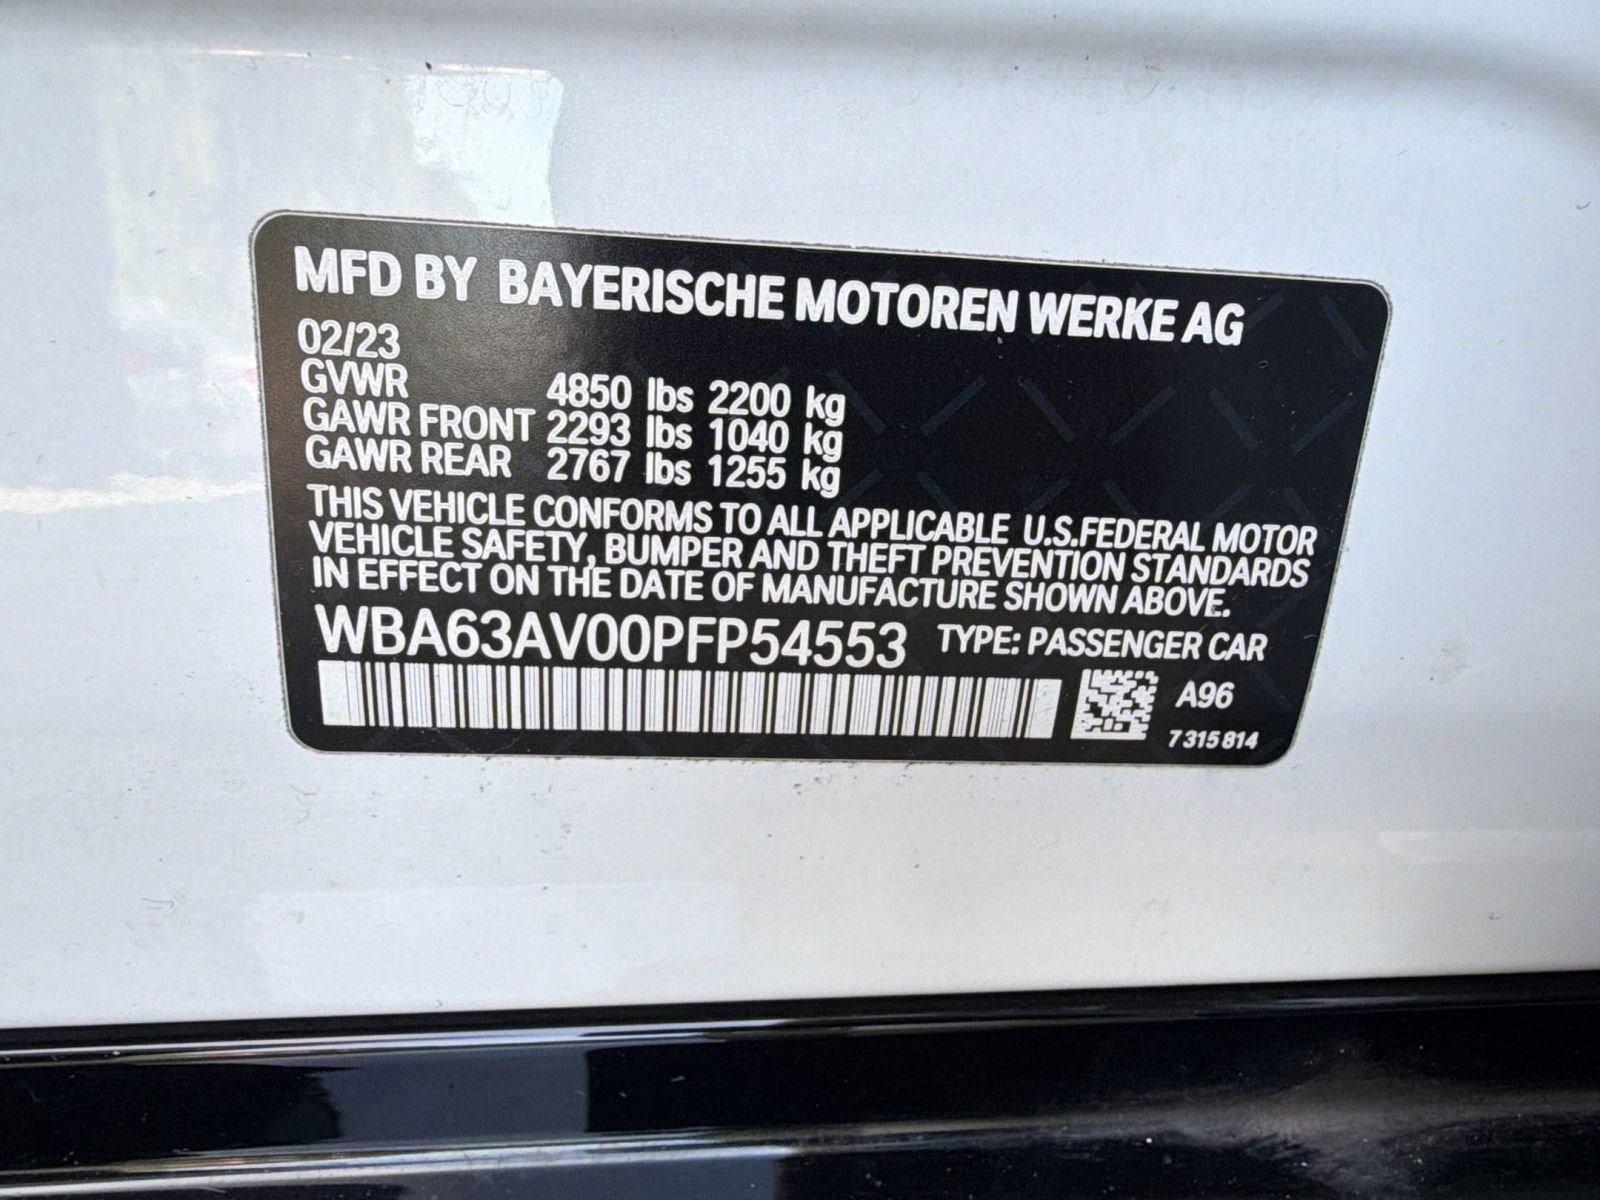 MFD BY BAYERISCHE MOTOREN WERKE AG
02/23
GVWR 4850 lbs 2200 kg
GAWR FRONT 2293 lbs 1040 kg
GAWR REAR 2767 lbs 1255 kg
THIS VEHICLE CONFORMS TO ALL APPLICABLE U.S.FEDERAL MOTOR
VEHICLE SAFETY, BUMPER AND THEFT PREVENTION STANDARDS
IN EFFECT ON THE DATE OF MANUFACTURE SHOWN ABOVE.
WBA63AV00PFP54553 TYPE: PASSENGER CAR
A96
7 315 814